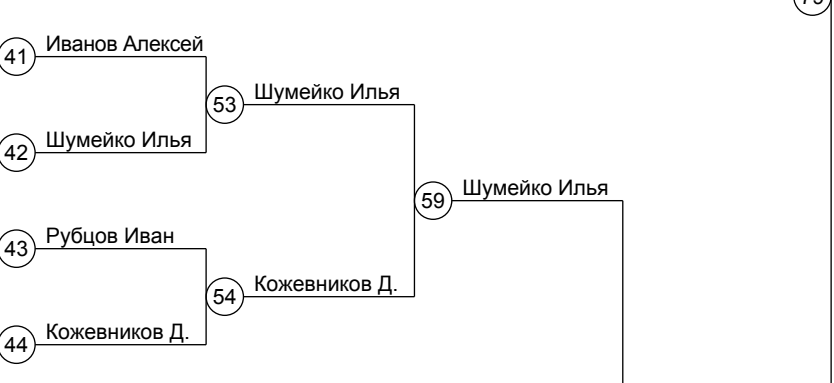 41 Иванов Алексей
53 Шумейко Илья
42 Шумейко Илья
59 Шумейко Илья
43 Рубцов Иван
54 Кожевников Д.
44 Кожевников Д.